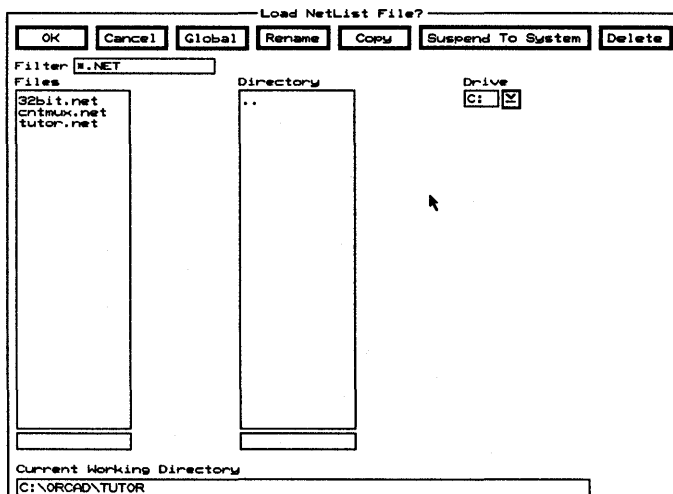 Load NetList File?
OK Cancel Global Rename Copy Suspend To System Delete
Filter *.NET
Files Directory Drive
32bit.net .. C:
cntmux.net
tutor.net
Current Working Directory
C:\ORCAD\TUTOR